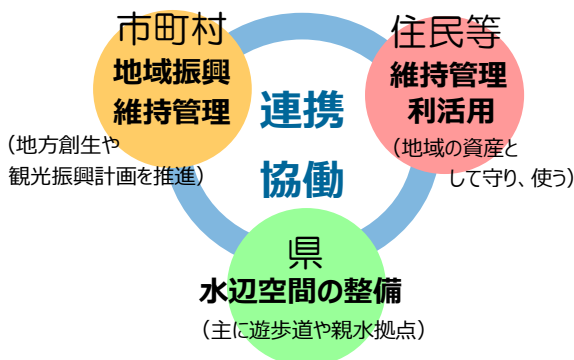 市町村
地域振興
維持管理
(地方創生や
観光振興計画を推進)
住民等
維持管理
利活用
(地域の資産と
して守り、使う)
連携
協働
県
水辺空間の整備
(主に遊歩道や親水拠点)